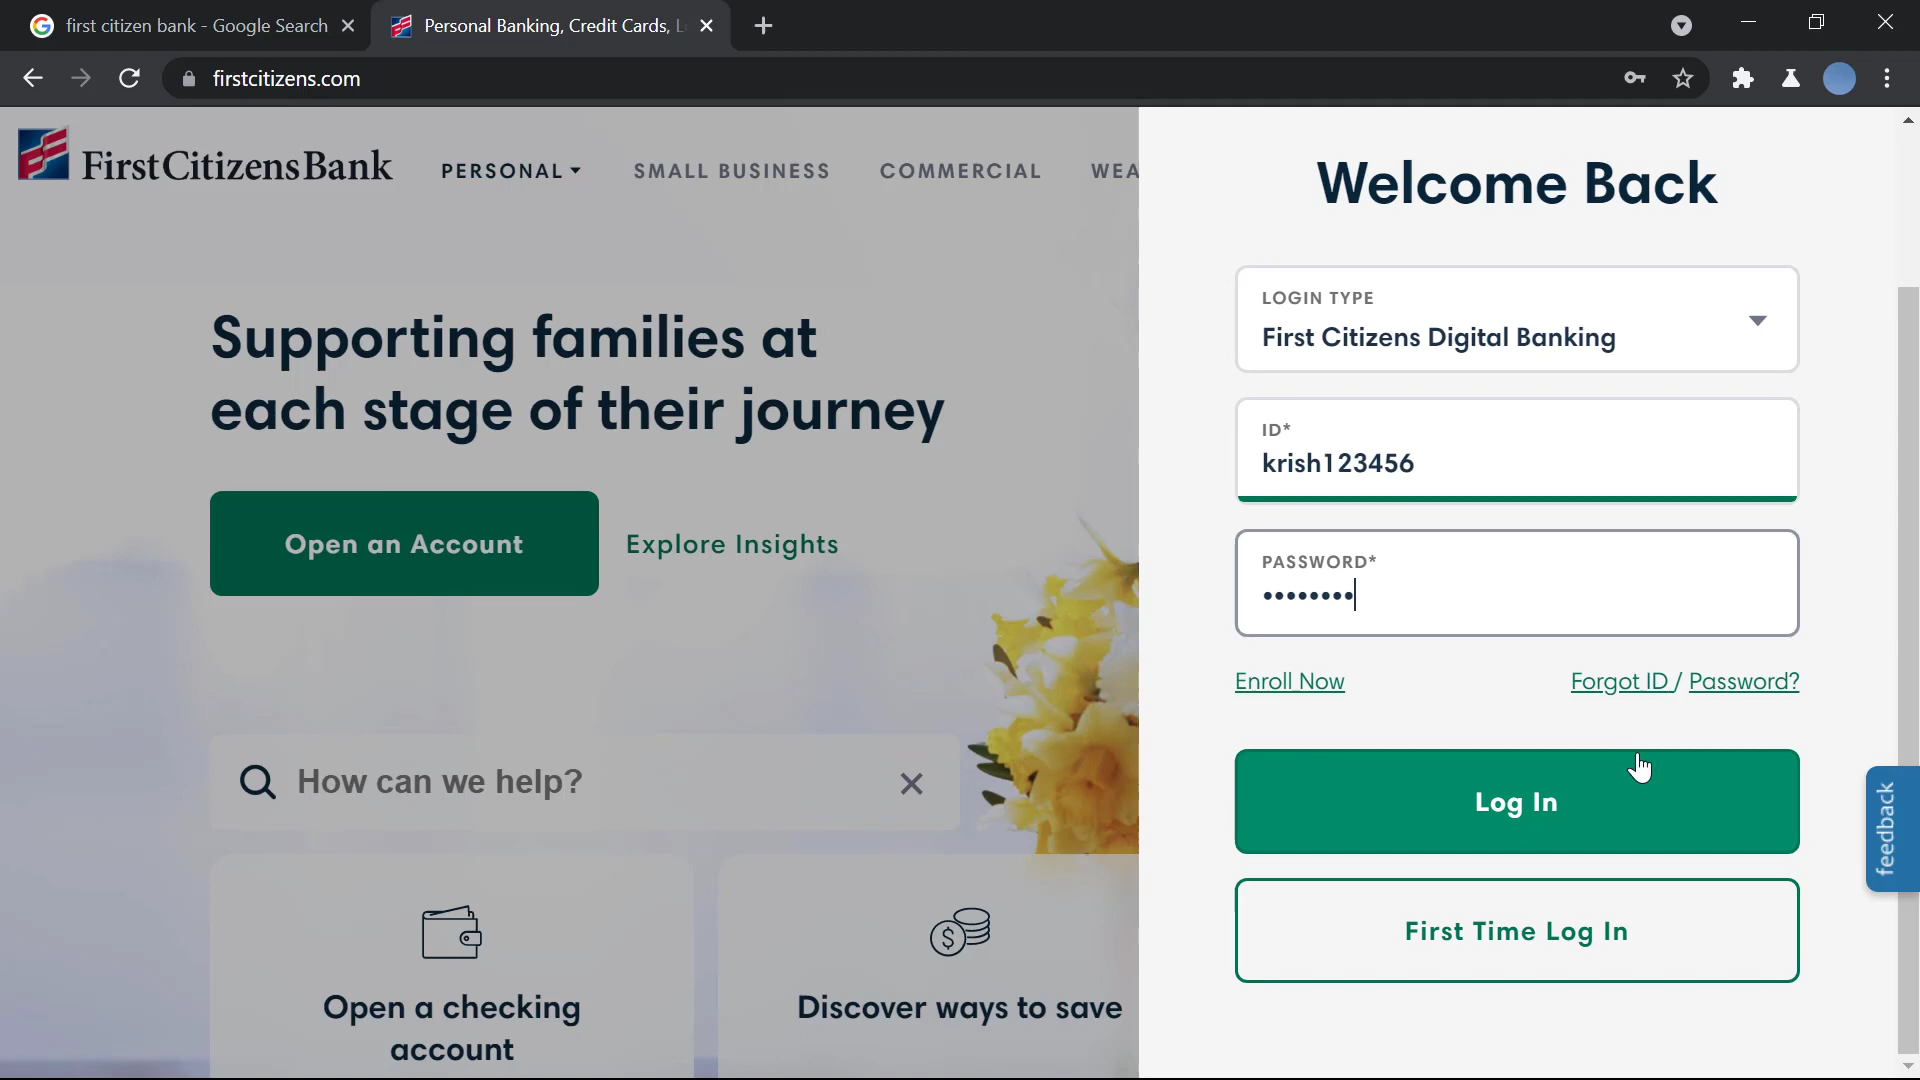 first citizen bank - Google Search
Personal Banking, Credit Cards, L
firstcitizens.com
First Citizens Bank
PERSONAL
SMALL BUSINESS
COMMERCIAL
WEA
Supporting families at
each stage of their journey
Open an Account
Explore Insights
How can we help?
Open a checking
account
Discover ways to save
Welcome Back
LOGIN TYPE
First Citizens Digital Banking
ID*
krish123456
PASSWORD*
••••••••
Enroll Now
Forgot ID / Password?
Log In
First Time Log In
feedback